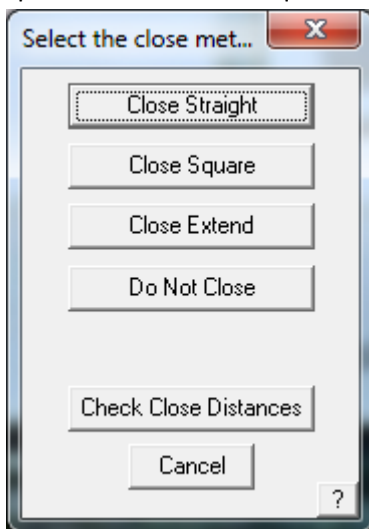 Select the close met...
Close Straight
Close Square
Close Extend
Do Not Close
Check Close Distances
Cancel
?